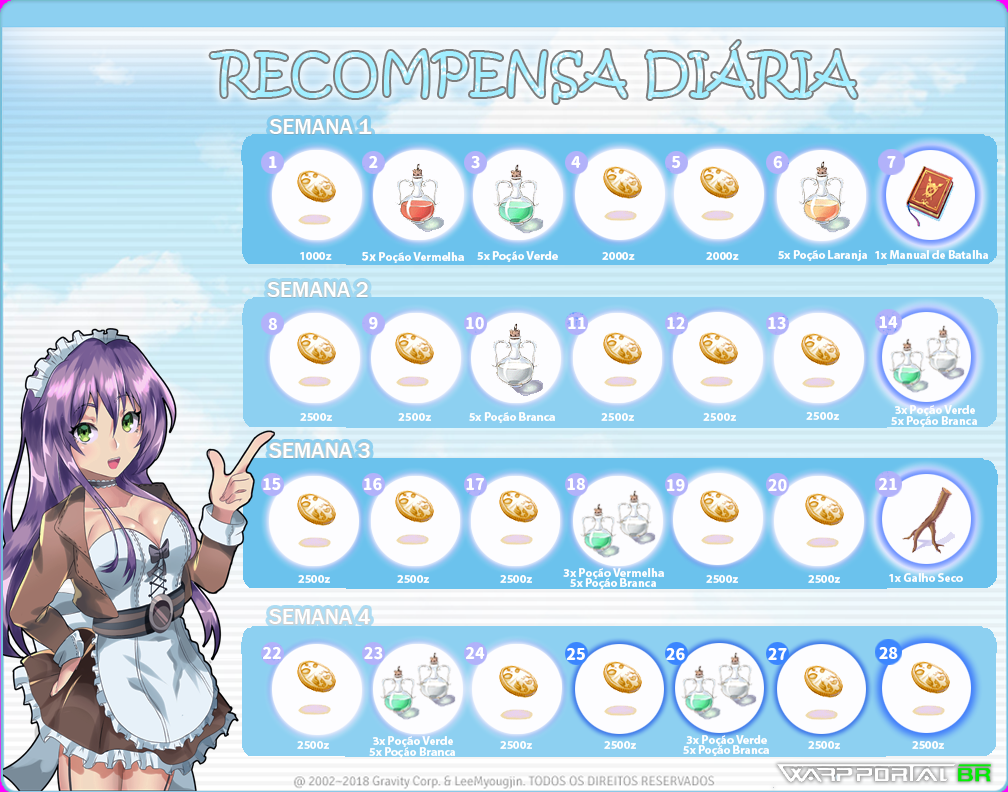 RECOMPENSA DIÁRIA
SEMANA 1
1 2 3 4 5 6 7
1000z 5x Poção Vermelha 5x Poção Verde 2000z 2000z 5x Poção Laranja 1x Manual de Batalha
SEMANA 2
8 9 10 11 12 13 14
2500z 2500z 5x Poção Branca 2500z 2500z 2500z 3x Poção Verde
5x Poção Branca
SEMANA 3
15 16 17 18 19 20 21
2500z 2500z 2500z 3x Poção Vermelha 2500z 2500z 1x Galho Seco
5x Poção Branca
SEMANA 4
22 23 24 25 26 27 28
2500z 3x Poção Verde 2500z 2500z 3x Poção Verde 2500z 2500z
5x Poção Branca 5x Poção Branca
@ 2002-2018 Gravity Corp. & LeeMyougjin. TODOS OS DIREITOS RESERVADOS
WARPPORTAL BR